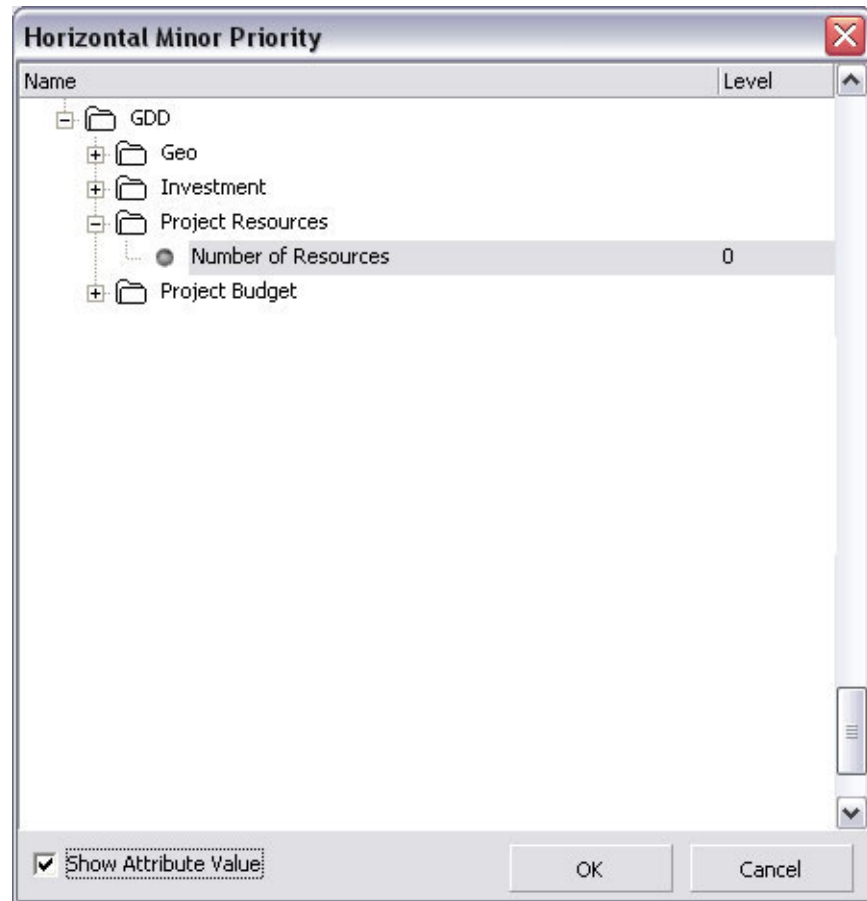 Horizontal Minor Priority
Name Level
GDD
Geo
Investment
Project Resources
Number of Resources 0
Project Budget
Show Attribute Value OK Cancel